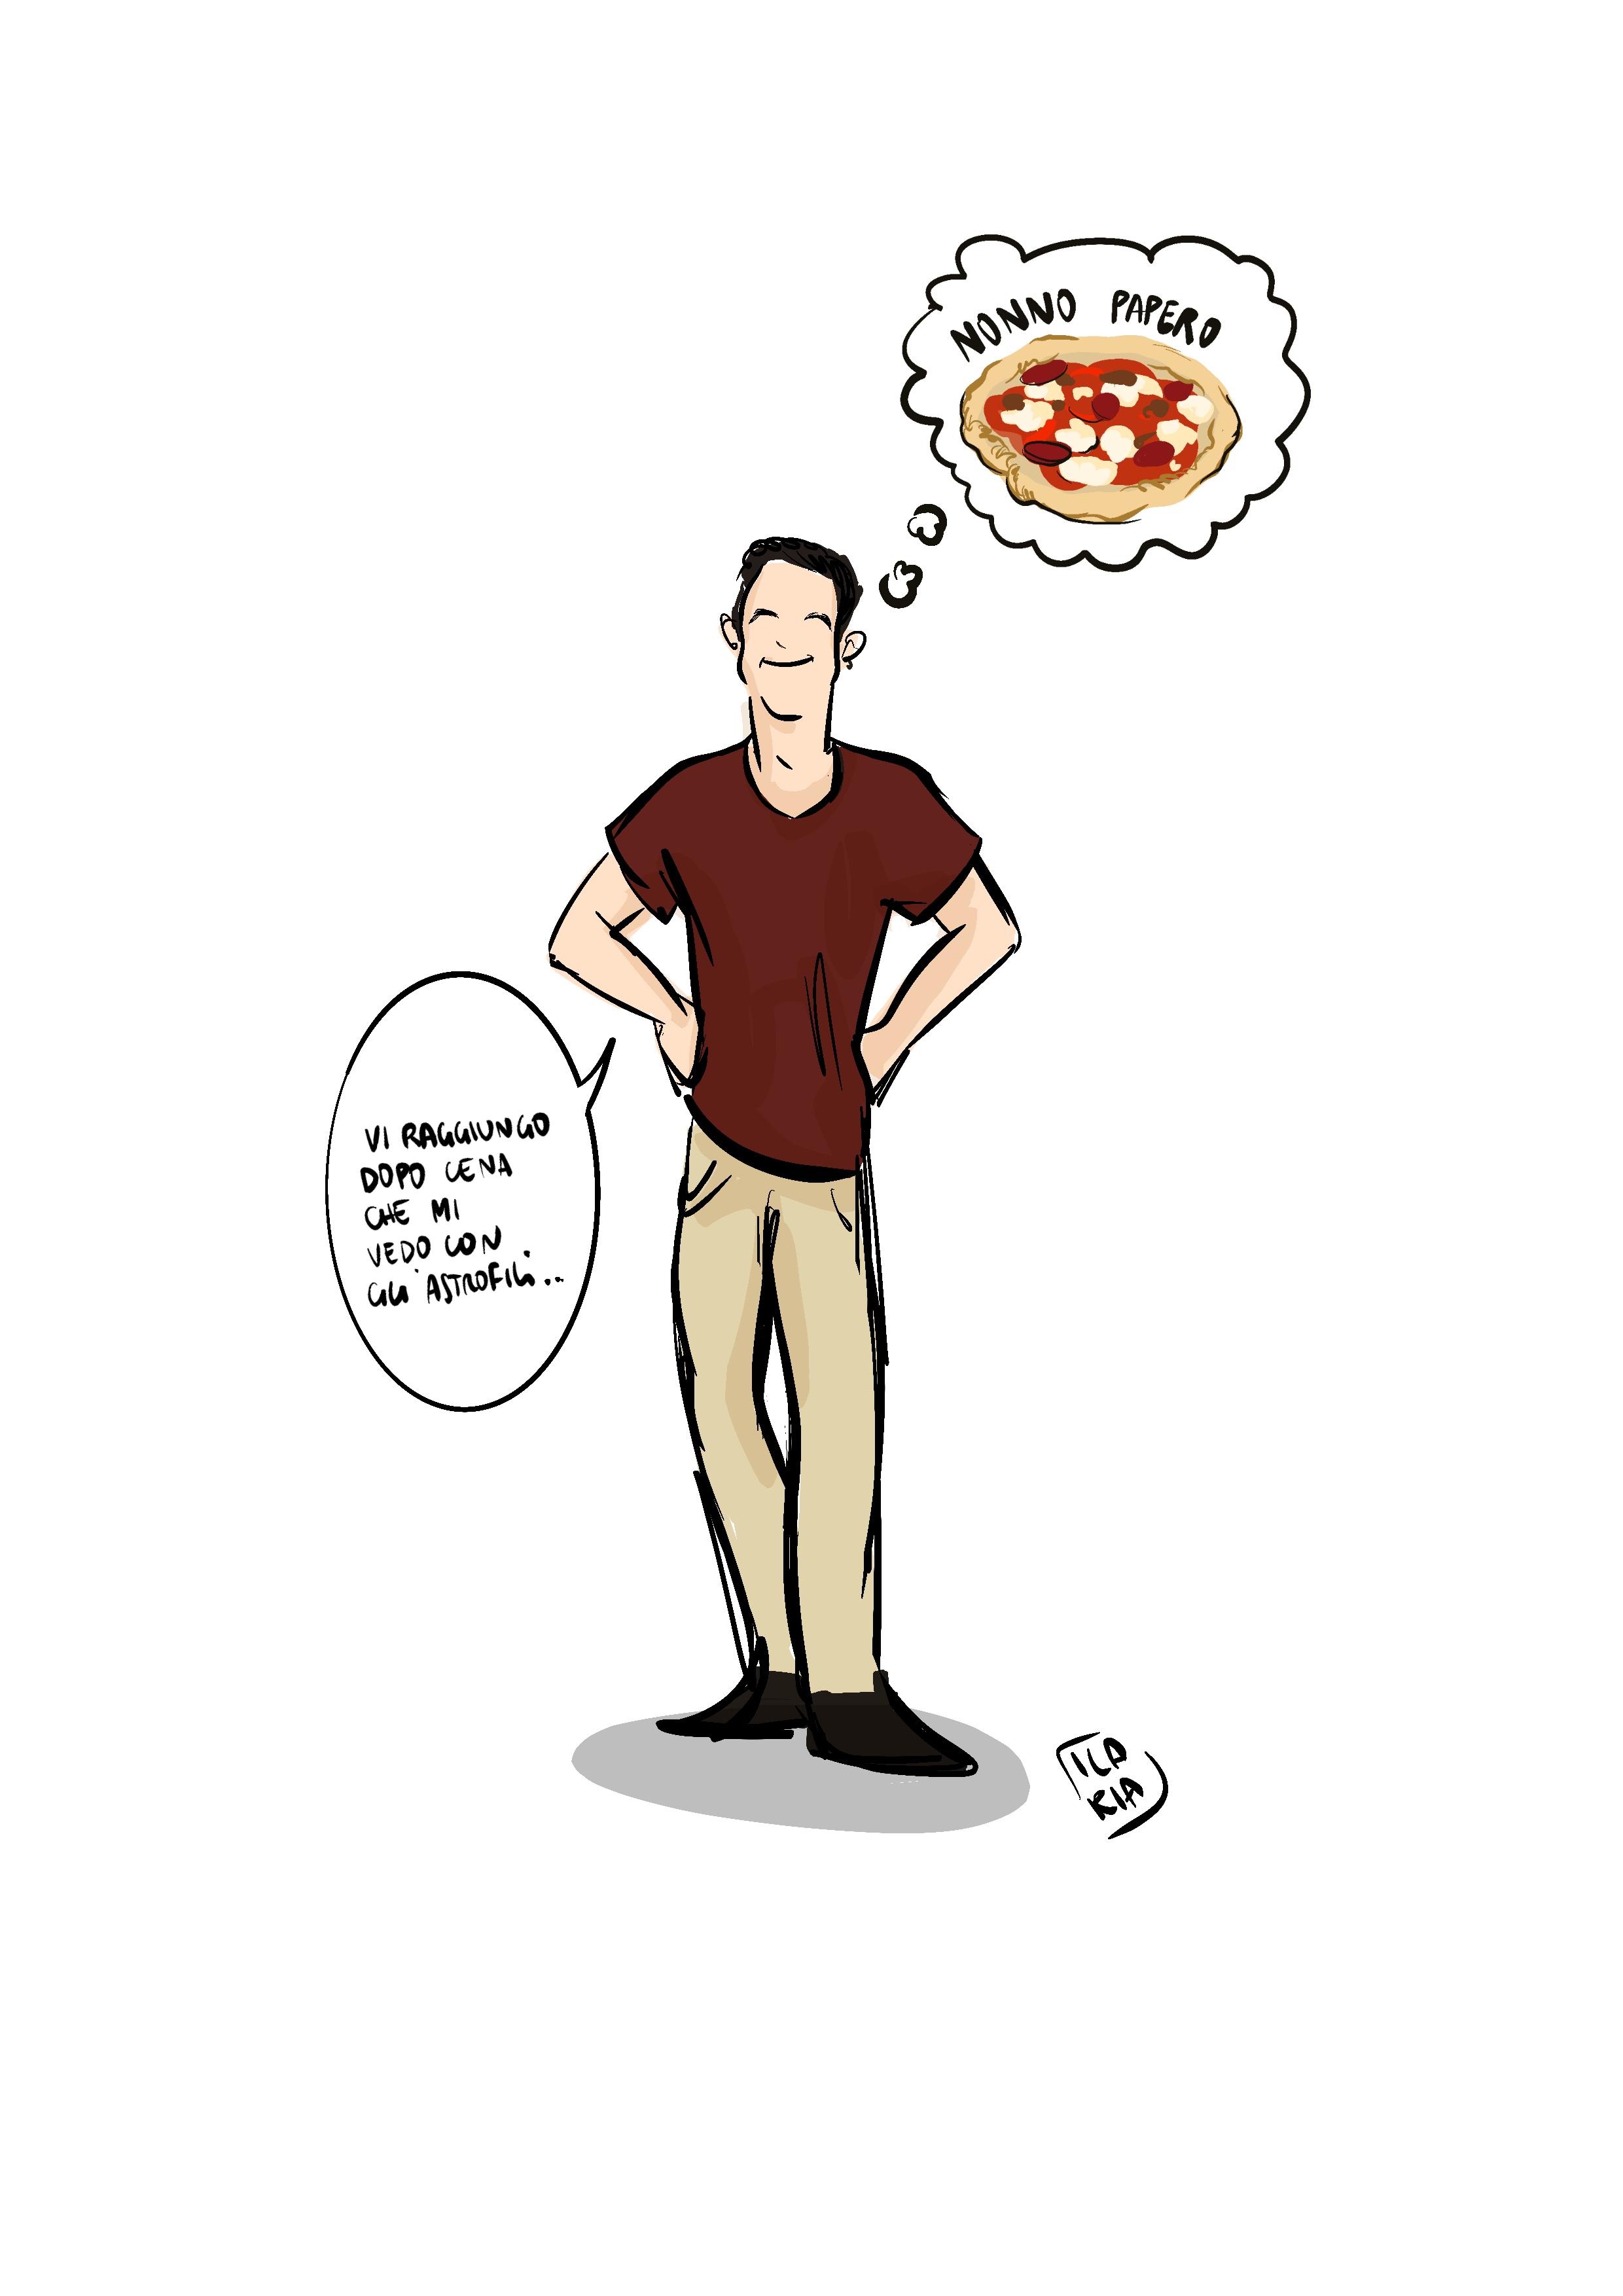 NONNO PAPERO
VI RAGGIUNGO
DOPO CENA
CHE MI
VEDO CON
GLI ASTROFILI...
ILA
RIA